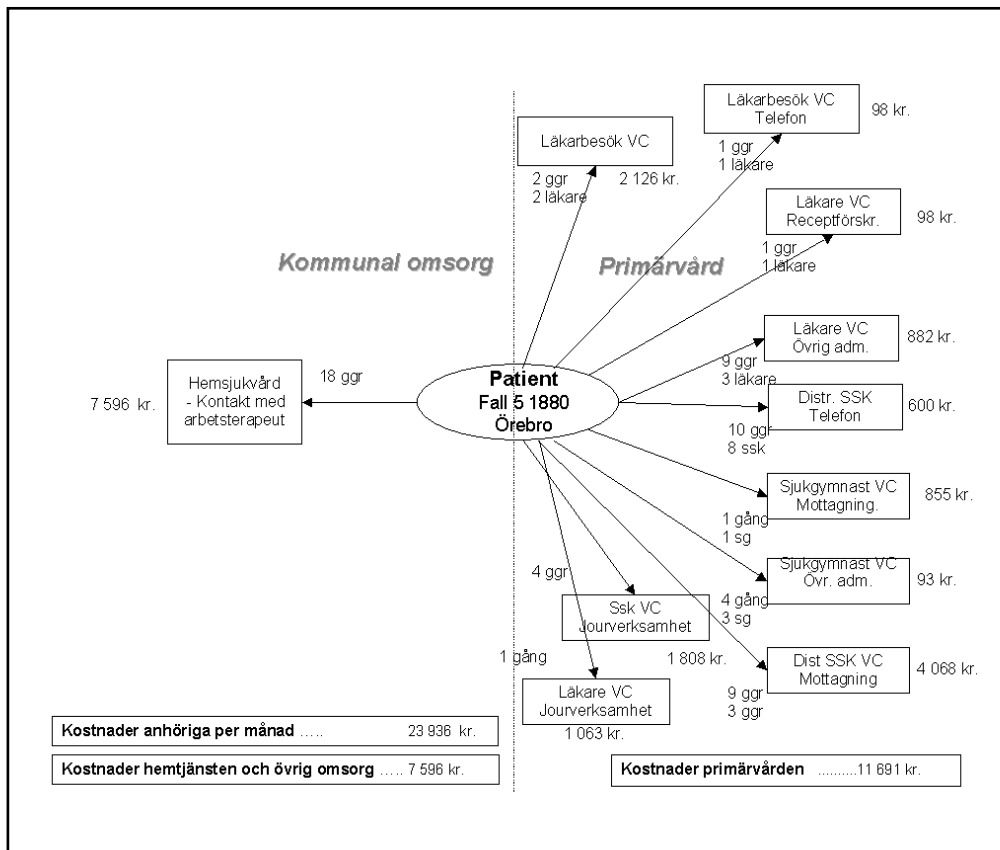 Läkarbesök VC
Telefon
98 kr.
1 ggr
1 läkare
Läkarbesök VC
2 ggr
2 läkare
2 126 kr.
Läkare VC
Receptförskr.
98 kr.
1 ggr
1 läkare
Kommunal omsorg
Primärvård
Läkare VC
Övrig adm.
882 kr.
9 ggr
3 läkare
Hemsjukvård
- Kontakt med
arbetsterapeut
7 596 kr.
18 ggr
Patient
Fall 5 1880
Örebro
Distr. SSK
Telefon
600 kr.
10 ggr
8 ssk
Sjukgymnast VC
Mottagning.
855 kr.
1 gång
1 sg
Sjukgymnast VC
Övr. adm.
93 kr.
4 gång
3 sg
4 ggr
Ssk VC
Jourverksamhet
1 808 kr.
Dist SSK VC
Mottagning
4 068 kr.
9 ggr
3 ggr
1 gång
Läkare VC
Jourverksamhet
1 063 kr.
Kostnader anhöriga per månad ..... 23 936 kr.
Kostnader hemtjänsten och övrig omsorg ..... 7 596 kr.
Kostnader primärvården ..........11 691 kr.